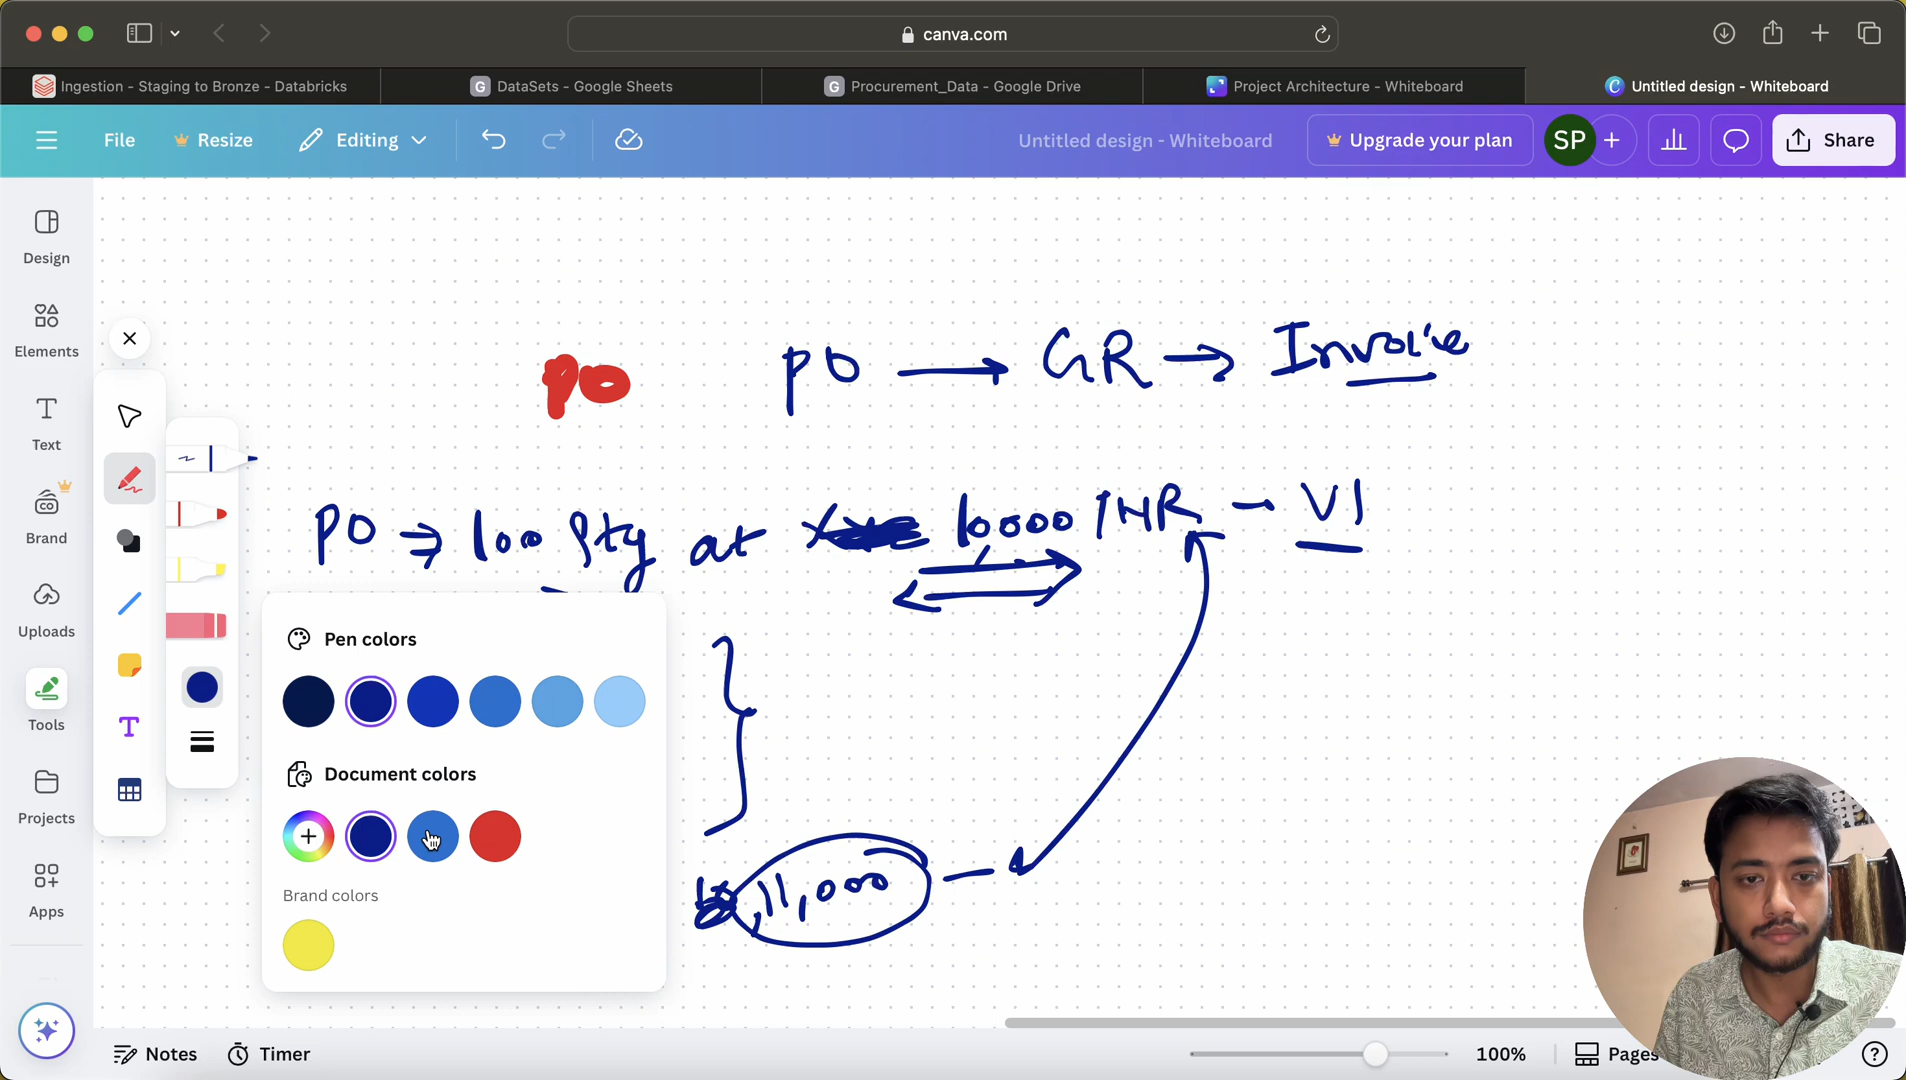 canva.com
Ingestion - Staging to Bronze - Databricks
DataSets - Google Sheets
Procurement_Data - Google Drive
Project Architecture - Whiteboard
Untitled design - Whiteboard
File
Resize
Editing
Untitled design - Whiteboard
Upgrade your plan
SP
Share
Design
Elements
Text
Brand
Uploads
Tools
Projects
Apps
po
PO → GR → Invoice
PO ⇒ 100 qty at 10000 INR - V1
Pen colors
Document colors
Brand colors
11,000
Notes
Timer
100%
Pages